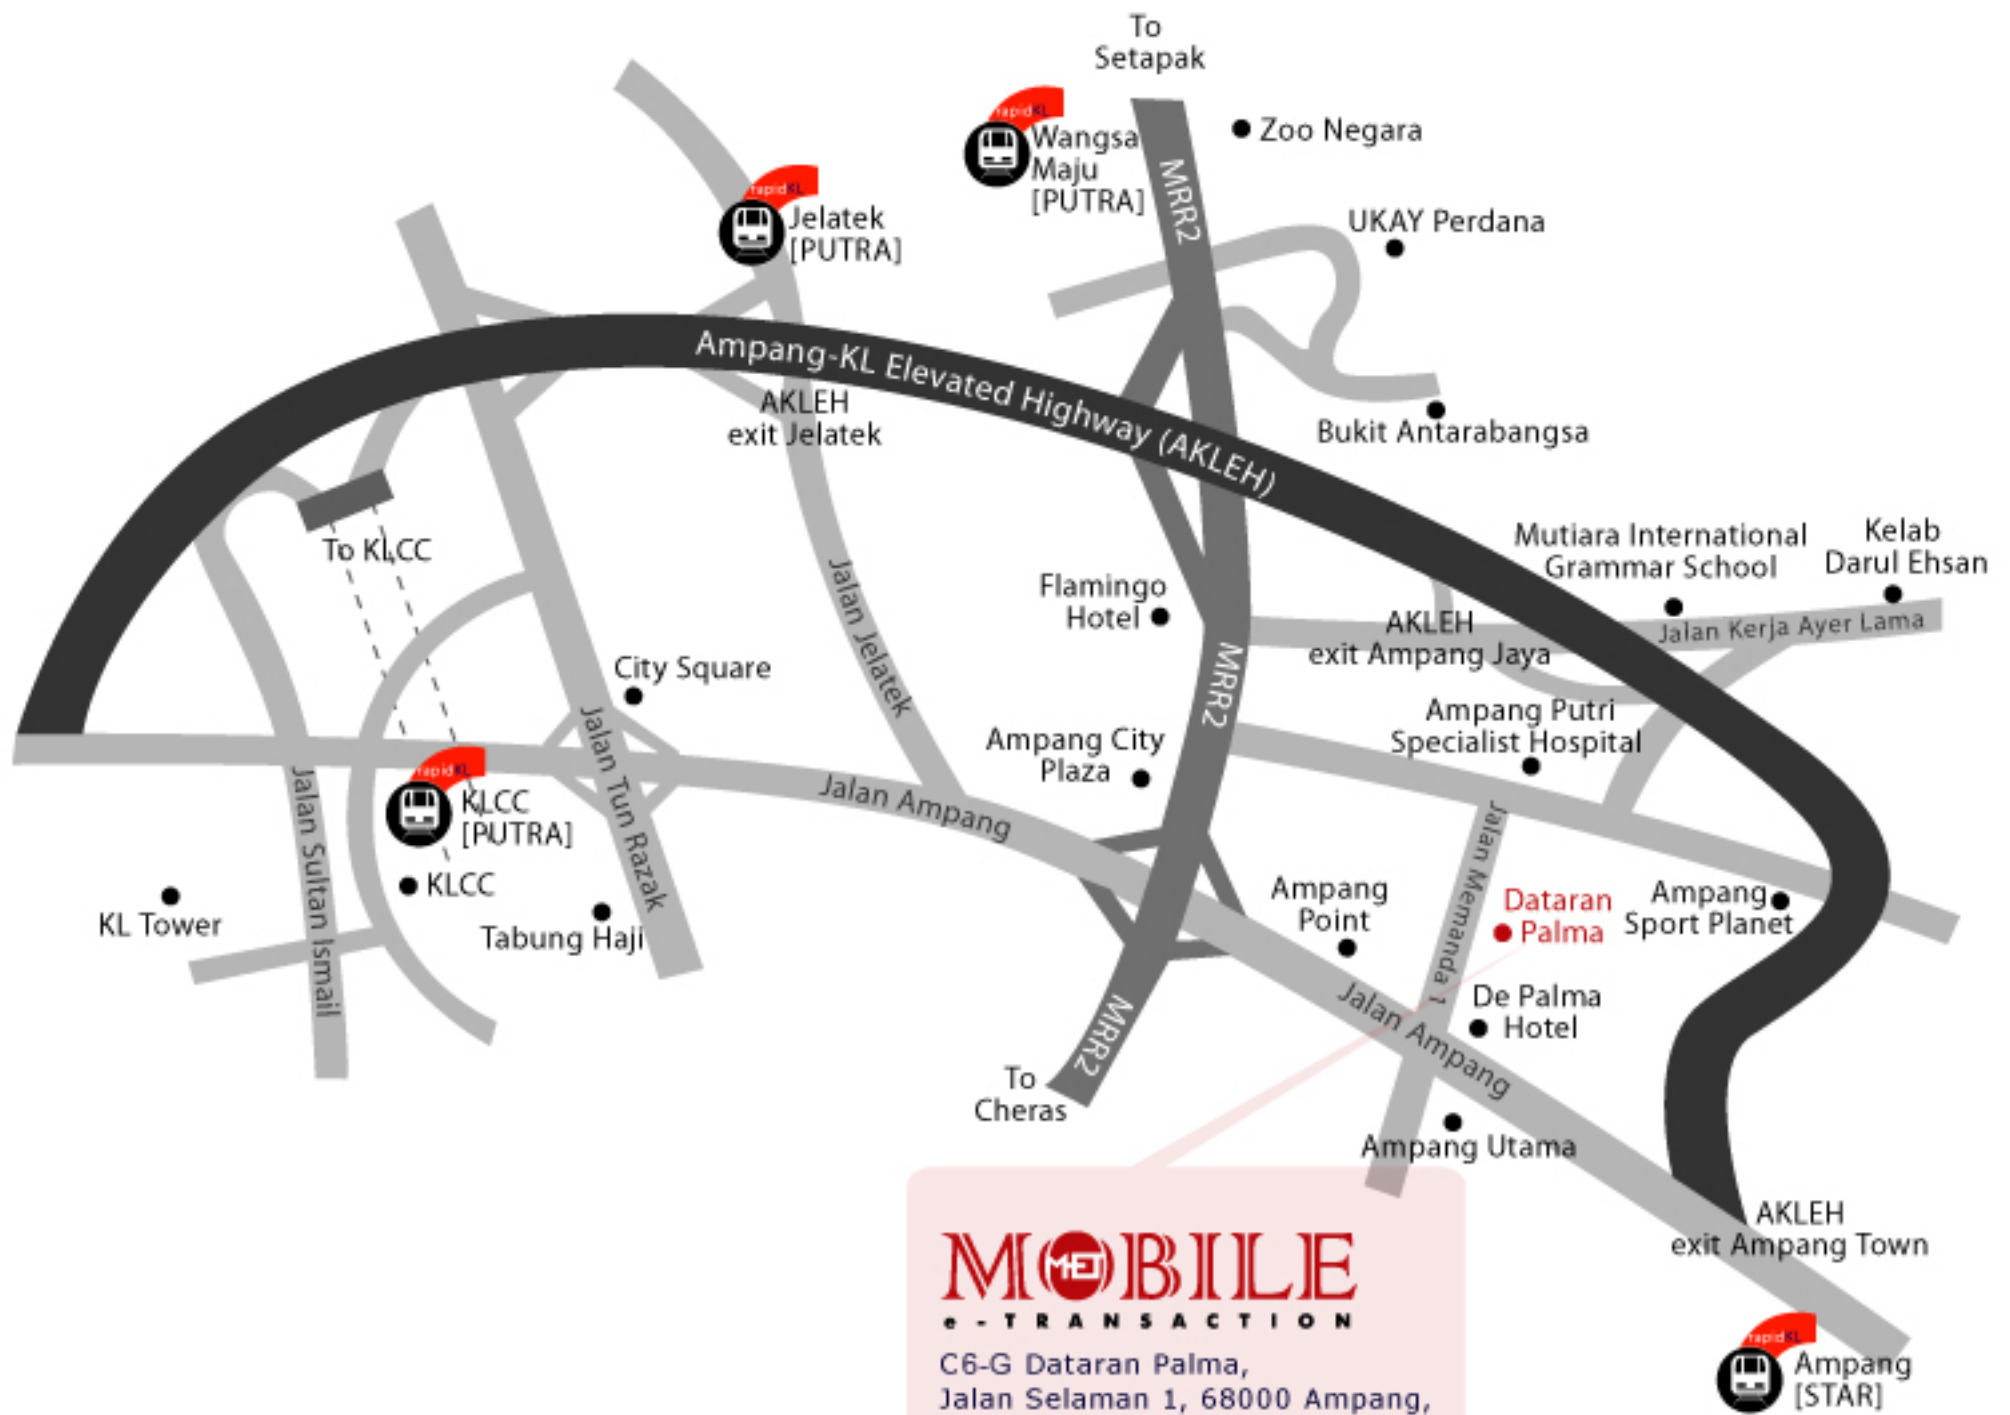 To
Setapak
rapidKL
Wangsa
Maju
[PUTRA]
Zoo Negara
MRR2
rapidKL
Jelatek
[PUTRA]
UKAY Perdana
Ampang-KL Elevated Highway (AKLEH)
AKLEH
exit Jelatek
Bukit Antarabangsa
To KLCC
Mutiara International
Grammar School
Kelab
Darul Ehsan
Flamingo
Hotel
AKLEH
exit Ampang Jaya
Jalan Kerja Ayer Lama
Jalan Jelatek
City Square
MRR2
Ampang Putri
Specialist Hospital
Ampang City
Plaza
Jalan Tun Razak
Jalan Sultan Ismail
rapidKL
KLCC
[PUTRA]
Jalan Ampang
Jalan Memanda 1
KLCC
KL Tower
Tabung Haji
Ampang
Point
Dataran
Palma
Ampang
Sport Planet
De Palma
Hotel
Jalan Ampang
MRR2
To
Cheras
Ampang Utama
AKLEH
exit Ampang Town
MOBILE
MET
e-TRANSACTION
C6-G Dataran Palma,
Jalan Selaman 1, 68000 Ampang,
rapidKL
Ampang
[STAR]